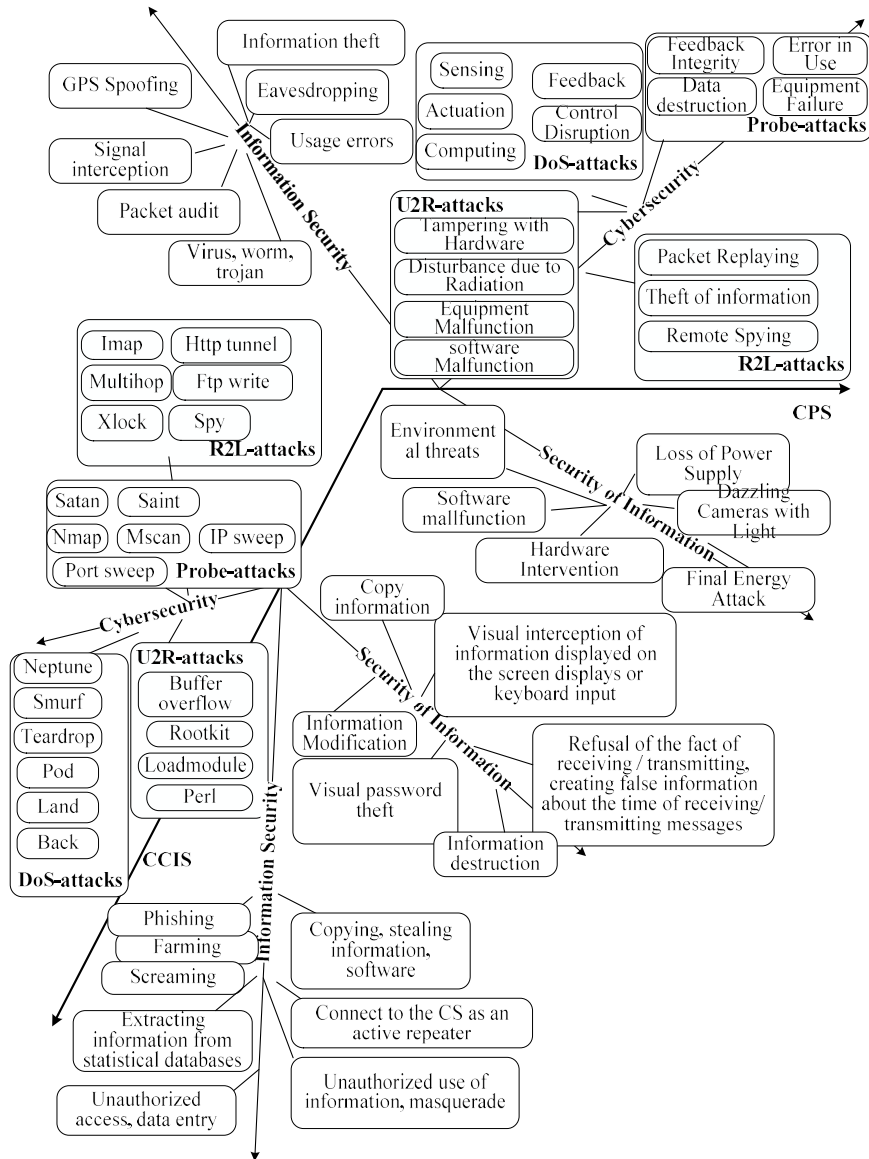 Information theft
GPS Spoofing
Eavesdropping
Usage errors
Signal
interception
Packet audit
Virus, worm,
trojan
Information Security
Sensing
Feedback
Actuation
Control
Disruption
Computing
DoS-attacks
Feedback
Integrity
Error in
Use
Data
destruction
Equipment
Failure
Probe-attacks
Cybersecurity
U2R-attacks
Tampering with
Hardware
Disturbance due to
Radiation
Equipment
Malfunction
software
Malfunction
Packet Replaying
Theft of information
Remote Spying
R2L-attacks
CPS
Imap
Http tunnel
Multihop
Ftp write
Xlock
Spy
R2L-attacks
Environment
al threats
Security of Information
Loss of Power
Supply
Software
mallfunction
Dazzling
Cameras with
Light
Hardware
Intervention
Final Energy
Attack
Satan
Saint
Nmap
Mscan
IP sweep
Port sweep
Probe-attacks
Cybersecurity
Neptune
Smurf
Teardrop
Pod
Land
Back
DoS-attacks
U2R-attacks
Buffer
overflow
Rootkit
Loadmodule
Perl
CCIS
Copy
information
Security of Information
Visual interception of
information displayed on
the screen displays or
keyboard input
Information
Modification
Visual password
theft
Refusal of the fact of
receiving / transmitting,
creating false information
about the time of receiving/
transmitting messages
Information
destruction
Information Security
Phishing
Farming
Screaming
Copying, stealing
information,
software
Extracting
information from
statistical databases
Connect to the CS as an
active repeater
Unauthorized
access, data entry
Unauthorized use of
information, masquerade